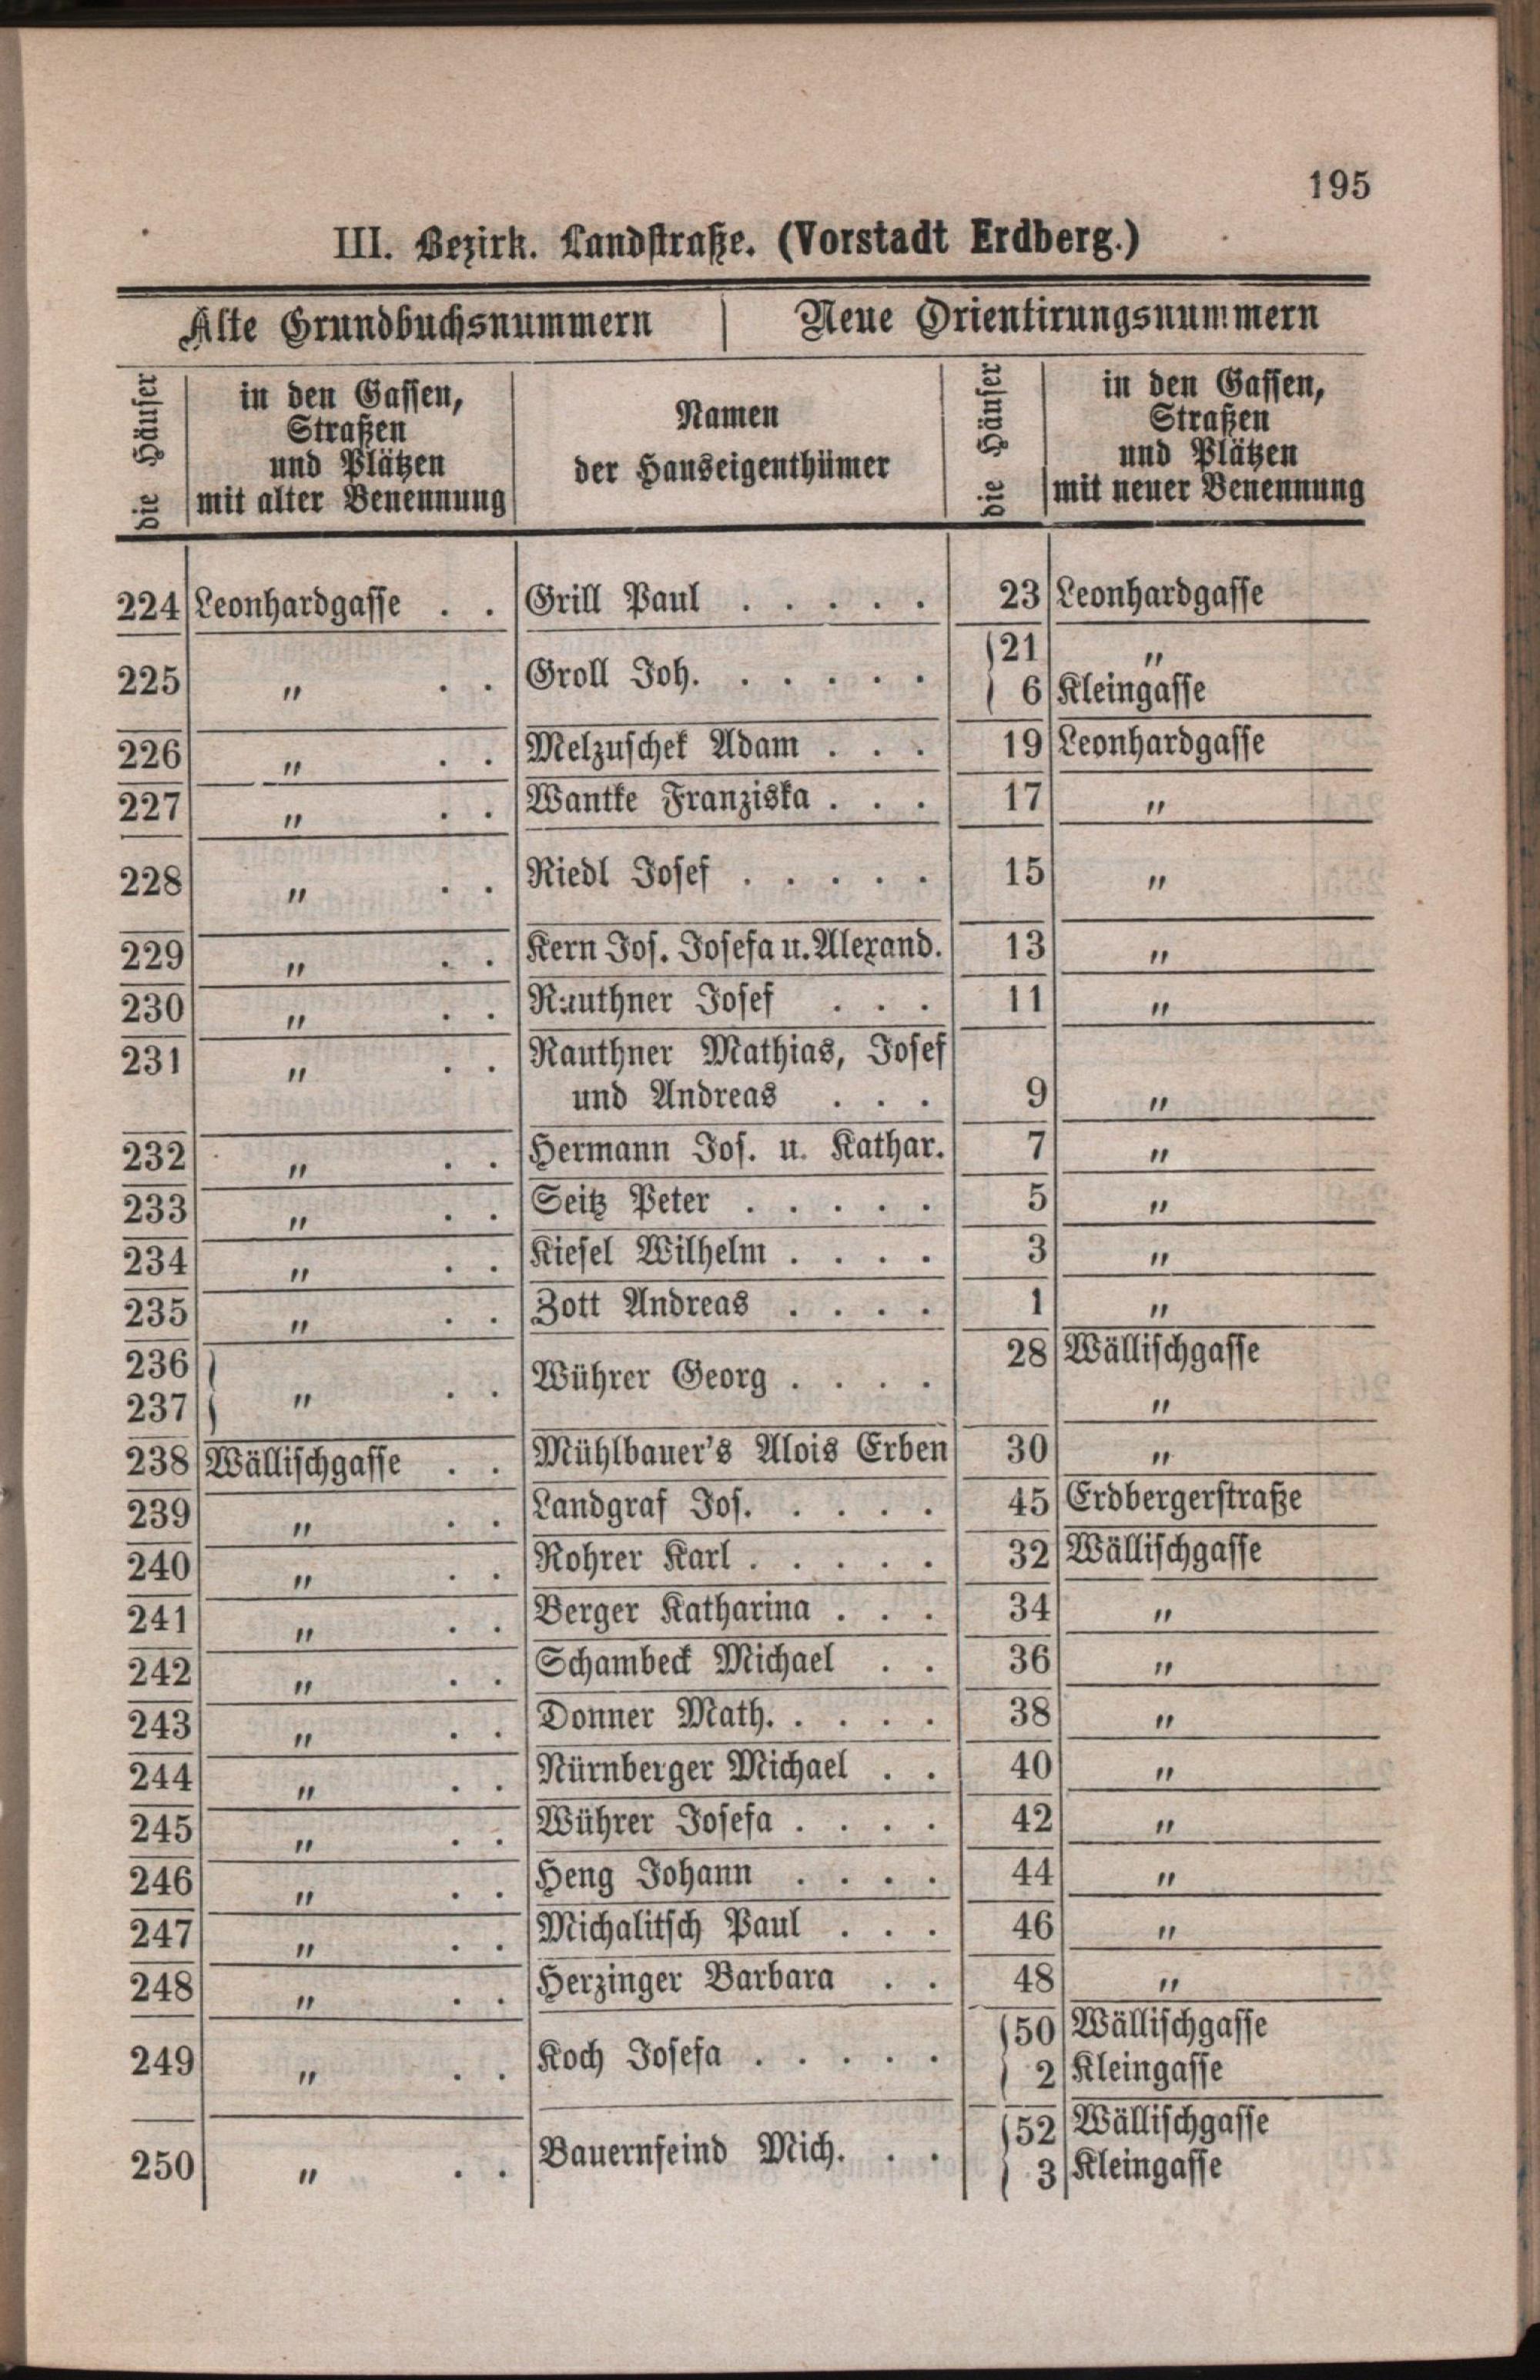 195
III. Bezirk. Landstraße. (Vorstadt Erdberg.)
Alte Grundbuchsnummern | Neue Orientirungsnummern
die Häuser
in den Gassen,
Straßen
und Plätzen
mit alter Benennung
Namen
der Hauseigenthümer
die Häuser
in den Gassen,
Straßen
und Plätzen
mit neuer Benennung
224 Leonhardgasse . . Grill Paul . . . . . 23 Leonhardgasse
225 " . . Groll Joh. . . . . . {21 "
{ 6 Kleingasse
226 " . . Melzuschek Adam . . . 19 Leonhardgasse
227 " . . Wantke Franziska . . . 17 "
228 " . . Riedl Josef . . . . . 15 "
229 " . . Kern Jos. Josefa u. Alexand. 13 "
230 " . . Rauthner Josef . . . 11 "
231 " . . Rauthner Mathias, Josef
und Andreas . . . 9 "
232 " . . Hermann Jos. u. Kathar. 7 "
233 " . . Seitz Peter . . . . . 5 "
234 " . . Kiesel Wilhelm . . . . 3 "
235 " . . Zott Andreas . . . . 1 "
236 } 28 Wällischgasse
237 } " . . Wührer Georg . . . . "
238 Wällischgasse . . Mühlbauer's Alois Erben 30 "
239 " . . Landgraf Jos. . . . . 45 Erdbergerstraße
240 " . . Rohrer Karl . . . . . 32 Wällischgasse
241 " . . Berger Katharina . . . 34 "
242 " . . Schambeck Michael . . 36 "
243 " . . Donner Math. . . . . 38 "
244 " . . Nürnberger Michael . . 40 "
245 " . . Wührer Josefa . . . . 42 "
246 " . . Heng Johann . . . . 44 "
247 " . . Michalitsch Paul . . . 46 "
248 " . . Herzinger Barbara . . 48 "
249 " . . Koch Josefa . . . . . {50 Wällischgasse
{ 2 Kleingasse
250 " . . Bauernfeind Mich. . . {52 Wällischgasse
{ 3 Kleingasse